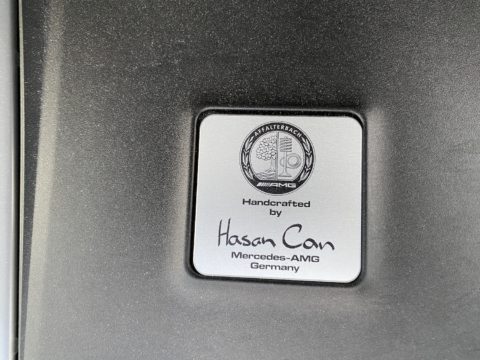 AFFALTERBACH
AMG
Handcrafted
by
Hasan Can
Mercedes-AMG
Germany